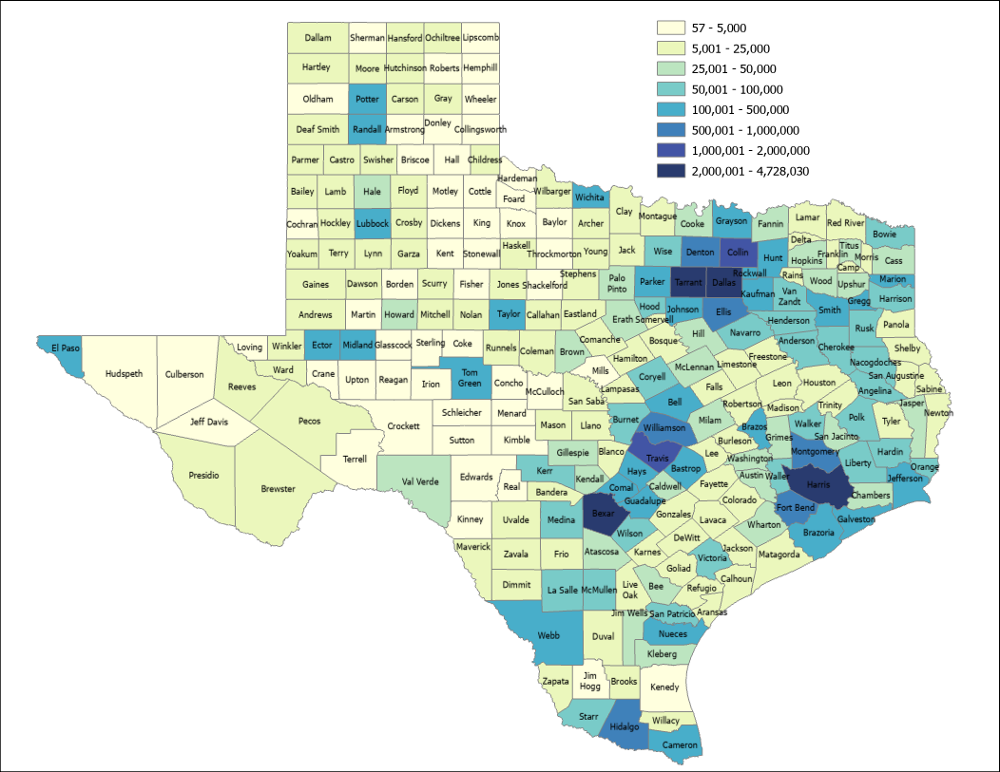 57 - 5,000
5,001 - 25,000
25,001 - 50,000
50,001 - 100,000
100,001 - 500,000
500,001 - 1,000,000
1,000,001 - 2,000,000
2,000,001 - 4,728,030
Dallam Sherman Hansford Ochiltree Lipscomb
Hartley Moore Hutchinson Roberts Hemphill
Oldham Potter Carson Gray Wheeler
Deaf Smith Randall Armstrong Donley Collingsworth
Parmer Castro Swisher Briscoe Hall Childress
Hardeman
Bailey Lamb Hale Floyd Motley Cottle Foard Wilbarger Wichita
Clay Montague Cooke Grayson Fannin Lamar Red River Bowie
Cochran Hockley Lubbock Crosby Dickens King Knox Baylor Archer
Delta Titus
Yoakum Terry Lynn Garza Kent Stonewall Haskell Throckmorton Young Jack Wise Denton Collin Hunt Hopkins Franklin Morris Cass
Camp
Gaines Dawson Borden Scurry Fisher Jones Shackelford Stephens Palo
Pinto Parker Tarrant Dallas Rockwall Kaufman Rains Wood Upshur Marion
Van
Zandt Gregg Harrison
Andrews Martin Howard Mitchell Nolan Taylor Callahan Eastland Erath Hood Somervell Johnson Ellis Henderson Smith Rusk Panola
El Paso Hudspeth Culberson Loving Winkler Ector Midland Glasscock Sterling Coke Runnels Coleman Brown Comanche Bosque Hill Navarro Anderson Cherokee Shelby
Reeves Ward Crane Upton Reagan Irion Tom
Green Concho McCulloch Mills Hamilton McLennan Limestone Freestone Nacogdoches San Augustine
Jeff Davis Pecos Crockett Schleicher Menard San Saba Lampasas Coryell Falls Leon Houston Angelina Sabine
Terrell Sutton Kimble Mason Llano Burnet Bell Robertson Madison Trinity Polk Tyler Jasper Newton
Presidio Brewster Val Verde Edwards Gillespie Blanco Williamson Milam Brazos Grimes Walker San Jacinto Hardin
Travis Lee Burleson Washington Montgomery Liberty Orange
Real Kerr Kendall Hays Bastrop Fayette Austin Waller Harris Chambers Jefferson
Bandera Comal Caldwell Colorado Fort Bend Galveston
Kinney Uvalde Medina Bexar Guadalupe Gonzales Lavaca Wharton Brazoria
Wilson DeWitt
Maverick Zavala Frio Atascosa Karnes Victoria Jackson Matagorda
Goliad Calhoun
Dimmit La Salle McMullen Live
Oak Bee Refugio
Jim Wells San Patricio Aransas
Webb Duval Nueces
Kleberg
Zapata Jim
Hogg Brooks Kenedy
Starr Hidalgo Willacy
Cameron